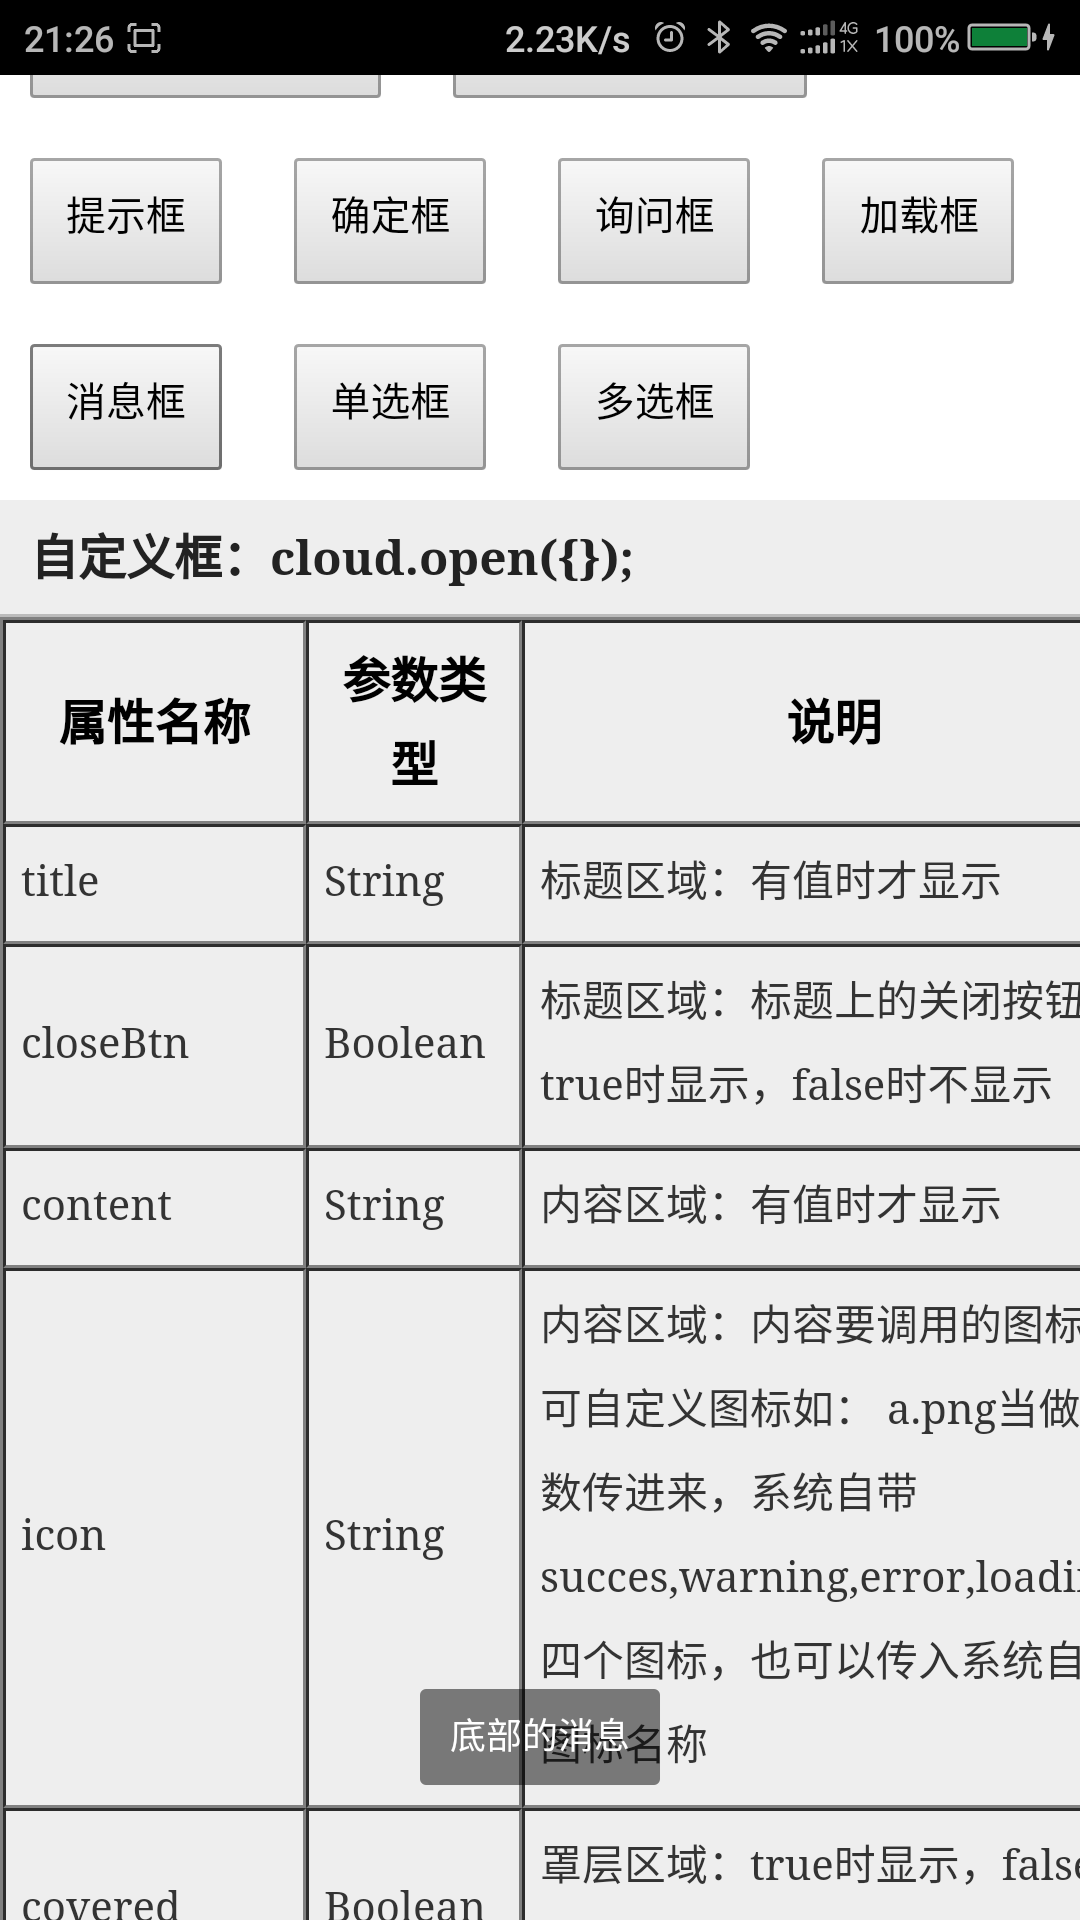 21:26 2.23K/s 4G 1X 100%
提示框 确定框 询问框 加载框
消息框 单选框 多选框
自定义框：cloud.open({});
属性名称 参数类型 说明
title String 标题区域：有值时才显示
closeBtn Boolean 标题区域：标题上的关闭按钮
true时显示，false时不显示
content String 内容区域：有值时才显示
icon String 内容区域：内容要调用的图标
可自定义图标如： a.png当做
数传进来，系统自带
succes,warning,error,loadi
四个图标，也可以传入系统自
图标名称
底部的消息
covered Boolean 罩层区域：true时显示，false